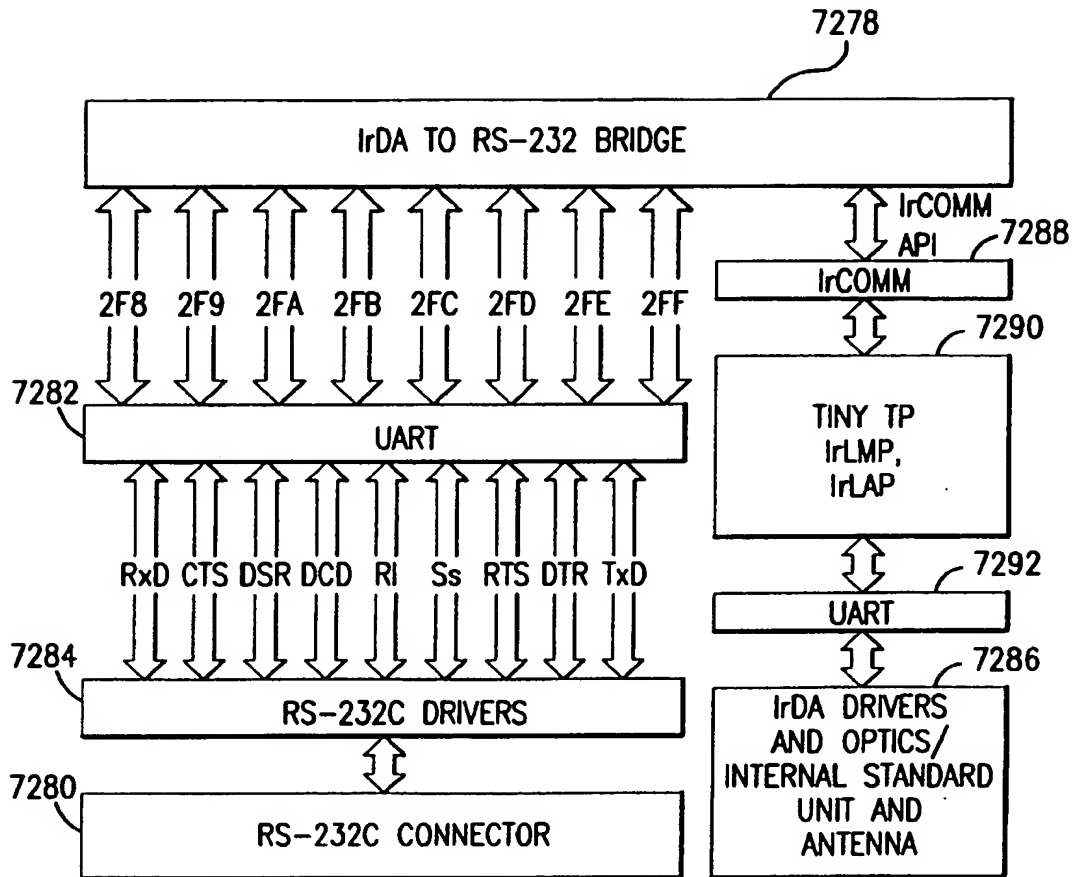 7278
IrDA TO RS-232 BRIDGE
IrCOMM
API
7288
2F8 2F9 2FA 2FB 2FC 2FD 2FE 2FF
IrCOMM
7290
7282
UART
TINY TP
IrLMP,
IrLAP
RxD CTS DSR DCD RI Ss RTS DTR TxD
7292
UART
7284
RS-232C DRIVERS
7286
IrDA DRIVERS
AND OPTICS/
INTERNAL STANDARD
UNIT AND
ANTENNA
7280
RS-232C CONNECTOR